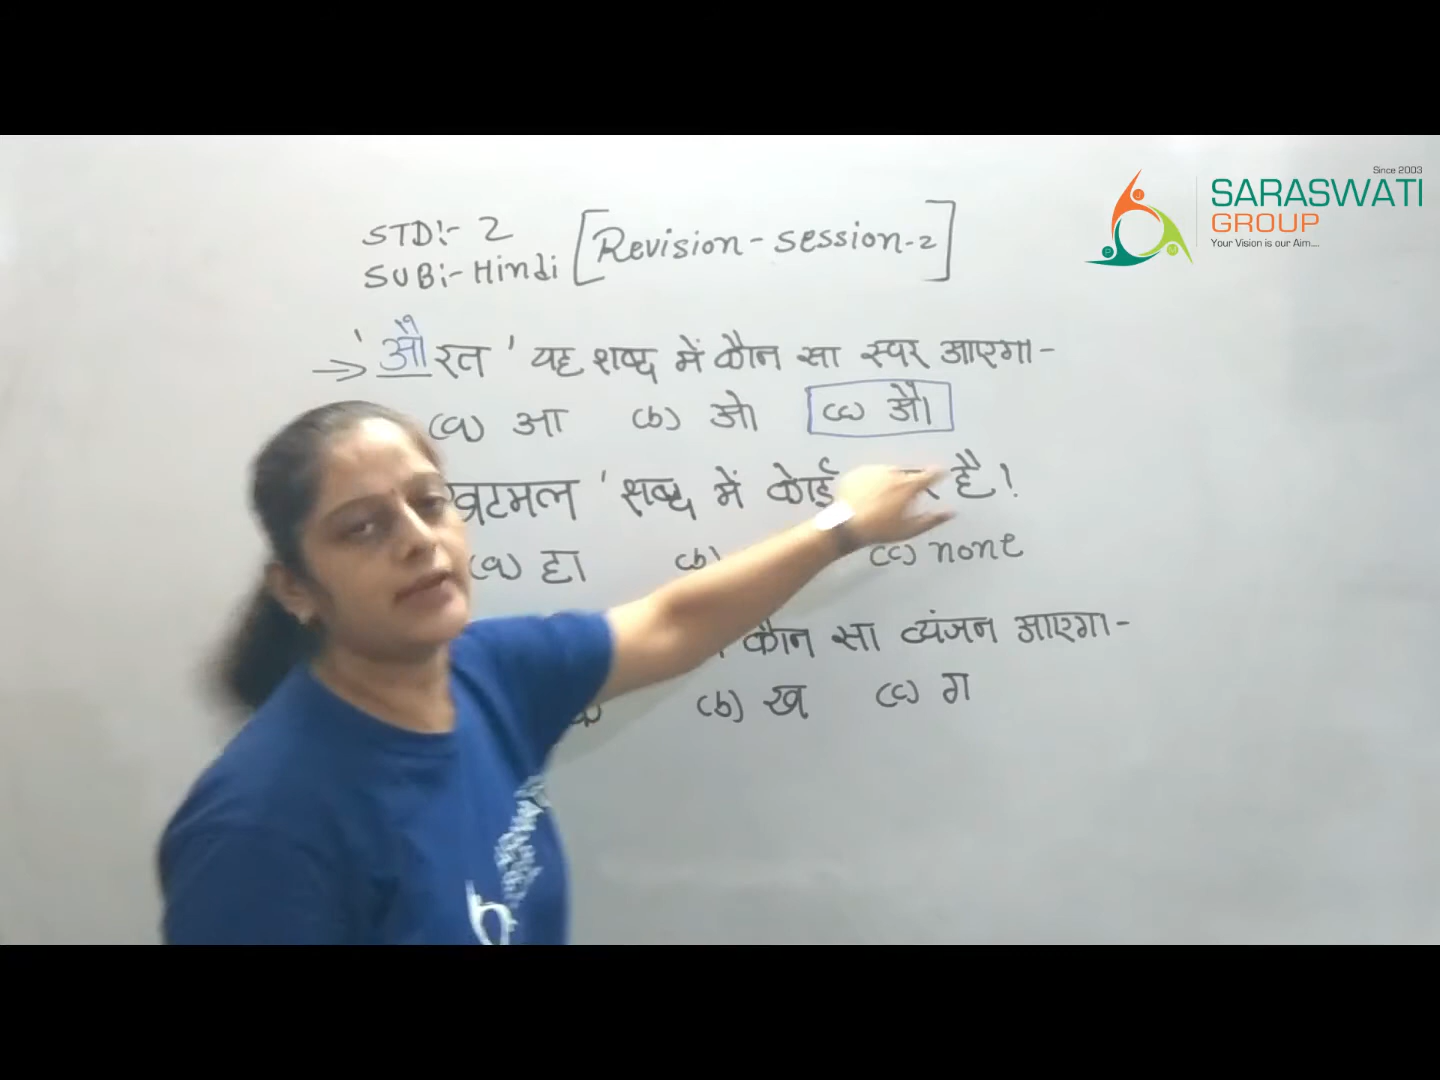 Since 2003
SARASWATI
GROUP
Your Vision is our Aim....
STD:- 2
SUB:- Hindi [Revision - session - 2]
→ 'औरत' यह शब्द में कौन सा स्वर आएगा -
(a) आ (b) ओ (c) औ
खटमल ' शब्द में कोई है !
(a) हा (b) (c) none
कौन सा व्यंजन आएगा -
(b) ख (c) ग